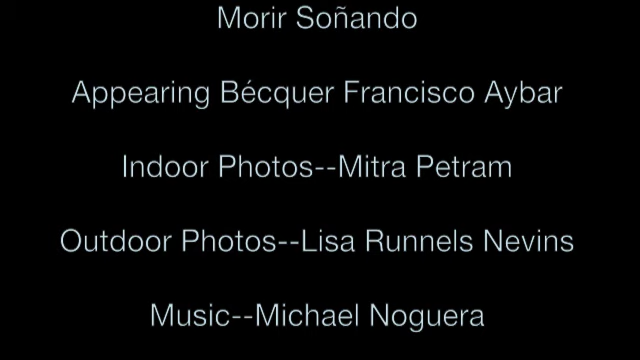 Morir Soñando
Appearing Bécquer Francisco Aybar
Indoor Photos--Mitra Petram
Outdoor Photos--Lisa Runnels Nevins
Music--Michael Noguera